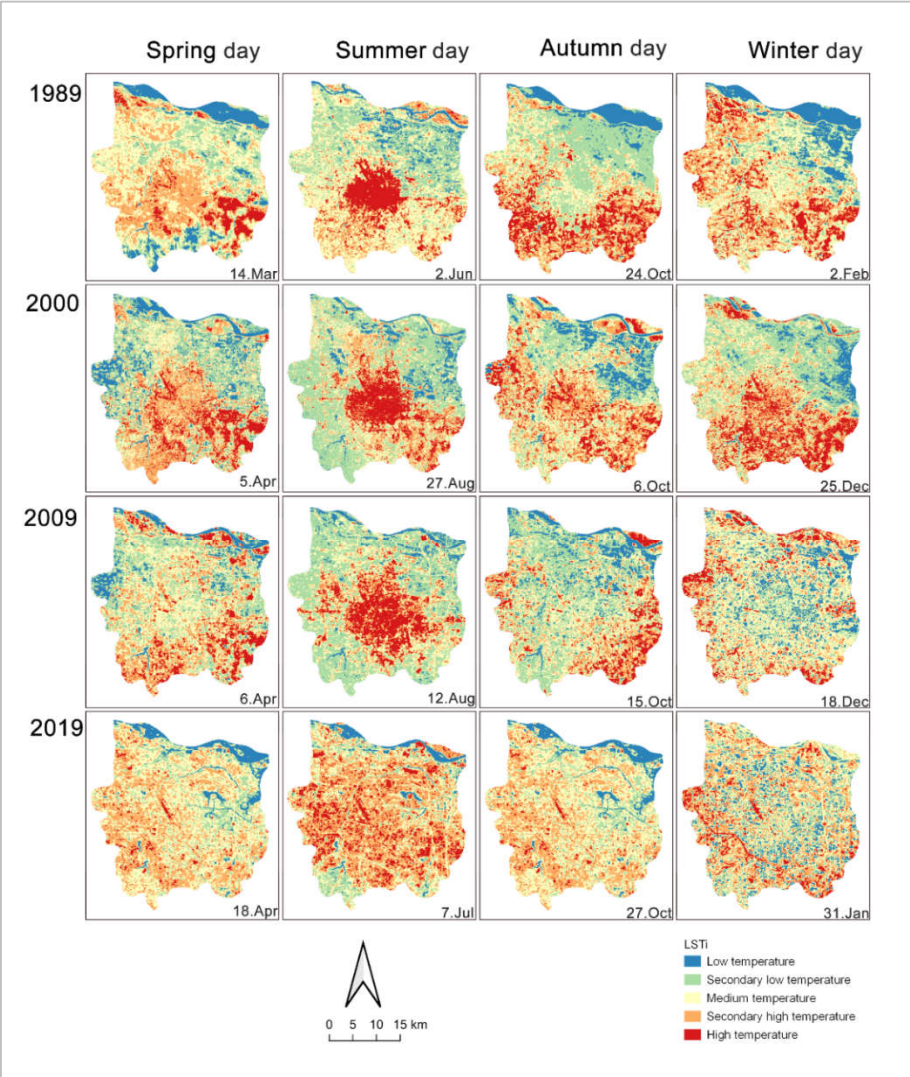 Spring day Summer day Autumn day Winter day
1989
14.Mar 2.Jun 24.Oct 2.Feb
2000
5.Apr 27.Aug 6.Oct 25.Dec
2009
6.Apr 12.Aug 15.Oct 18.Dec
2019
18.Apr 7.Jul 27.Oct 31.Jan
LSTi
Low temperature
Secondary low temperature
Medium temperature
Secondary high temperature
High temperature
0 5 10 15 km